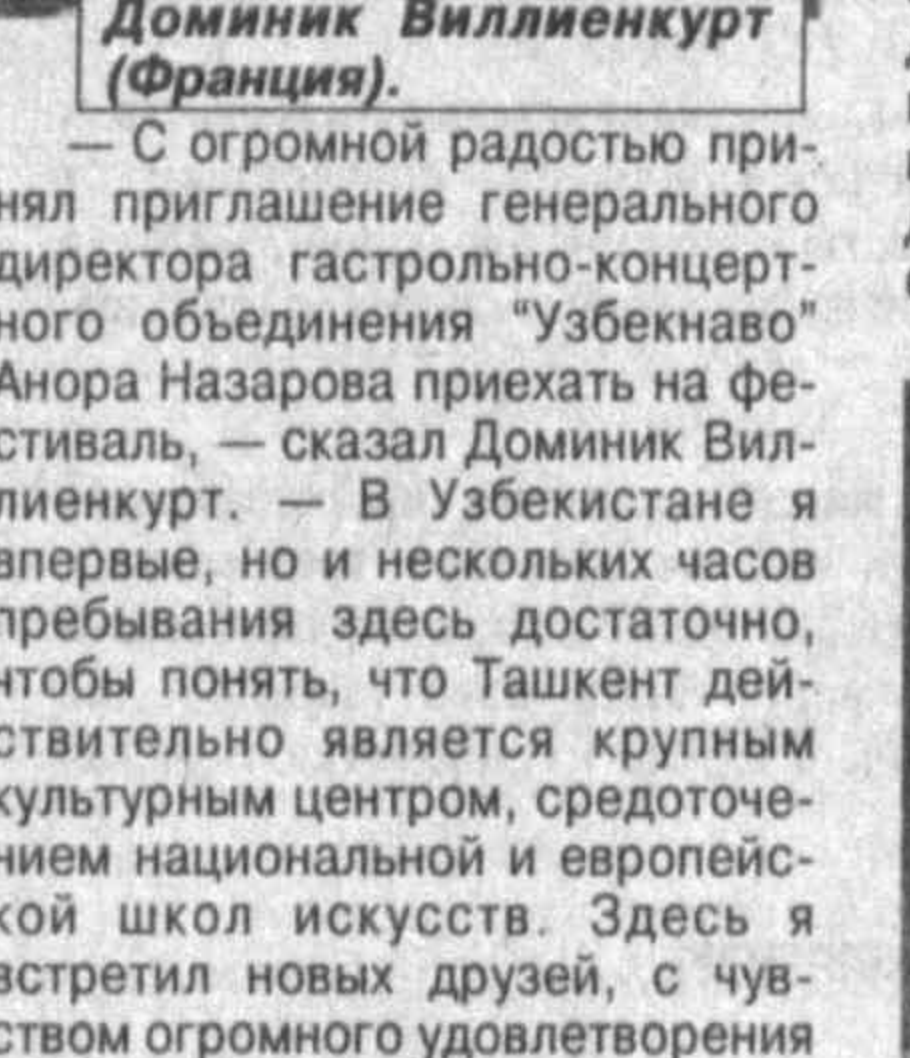 Доминик Виллиенкурт
(Франция).
— С огромной радостью при-
нял приглашение генерального
директора гастрольно-концерт-
ного объединения “Узбекнаво”
Анора Назарова приехать на фе-
стиваль, — сказал Доминик Вил-
лиенкурт. — В Узбекистане я
впервые, но и нескольких часов
пребывания здесь достаточно,
чтобы понять, что Ташкент дей-
ствительно является крупным
культурным центром, средоточе-
нием национальной и европейс-
кой школ искусств. Здесь я
встретил новых друзей, с чув-
ством огромного удовлетворения